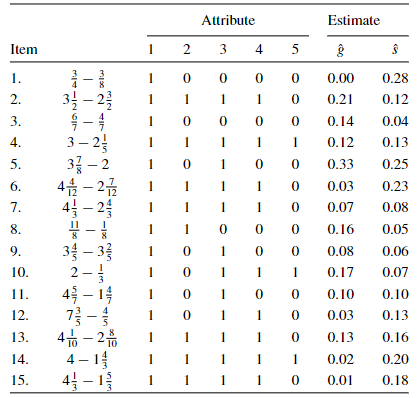 Attribute Estimate
Item 1 2 3 4 5 ĝ ŝ
1. 3/4 − 3/8 1 0 0 0 0 0.00 0.28
2. 3 1/2 − 2 3/2 1 1 1 1 0 0.21 0.12
3. 6/7 − 4/7 1 0 0 0 0 0.14 0.04
4. 3 − 2 1/5 1 1 1 1 1 0.12 0.13
5. 3 7/8 − 2 1 0 1 0 0 0.33 0.25
6. 4 4/12 − 2 7/12 1 1 1 1 0 0.03 0.23
7. 4 1/3 − 2 4/3 1 1 1 1 0 0.07 0.08
8. 11/8 − 1/8 1 1 0 0 0 0.16 0.05
9. 3 4/5 − 3 2/5 1 0 1 0 0 0.08 0.06
10. 2 − 1/3 1 0 1 1 1 0.17 0.07
11. 4 5/7 − 1 4/7 1 0 1 0 0 0.10 0.10
12. 7 3/5 − 4/5 1 0 1 1 0 0.03 0.13
13. 4 1/10 − 2 8/10 1 1 1 1 0 0.13 0.16
14. 4 − 1 4/3 1 1 1 1 1 0.02 0.20
15. 4 1/3 − 1 5/3 1 1 1 1 0 0.01 0.18